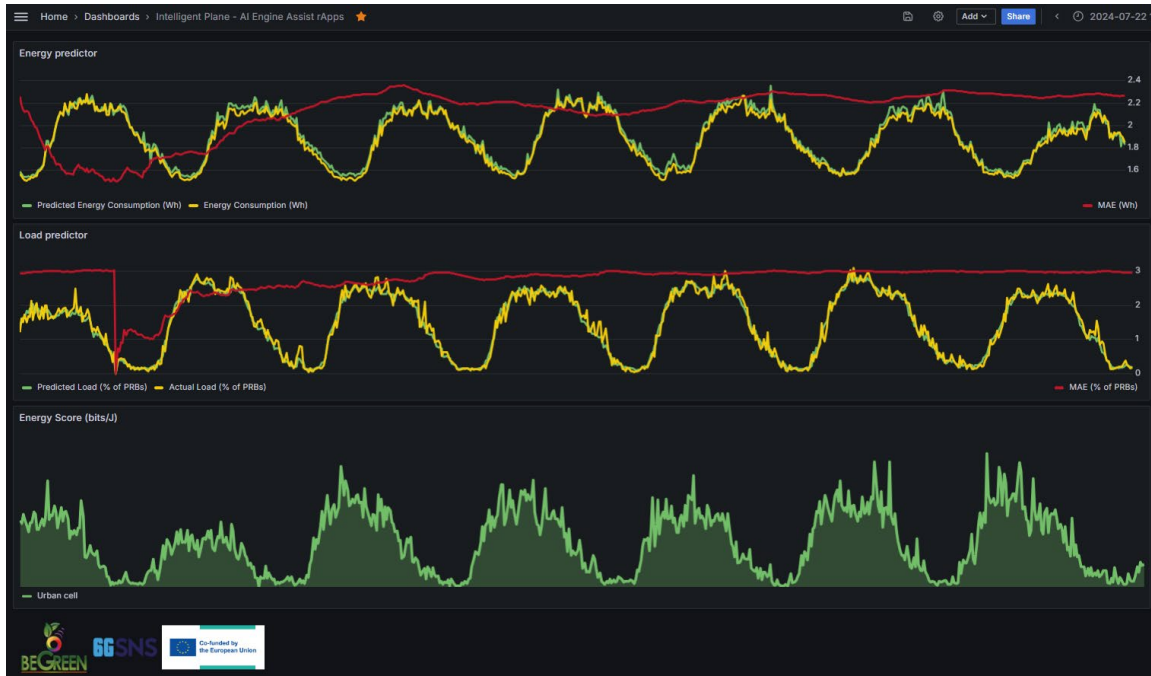 Home › Dashboards › Intelligent Plane - AI Engine Assist rApps
Add
Share
2024-07-22
Energy predictor
2.4
2.2
2
1.8
1.6
Predicted Energy Consumption (Wh) Energy Consumption (Wh) MAE (Wh)
Load predictor
3
2
1
0
Predicted Load (% of PRBs) Actual Load (% of PRBs) MAE (% of PRBs)
Energy Score (bits/J)
Urban cell
BEGREEN
6GSNS
Co-funded by
the European Union